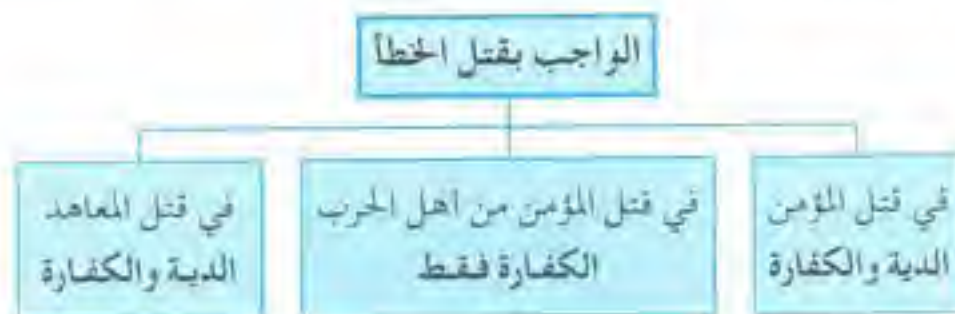 الواجب بقتل الخطأ
في قتل المؤمن
الدية والكفارة
في قتل المؤمن من أهل الحرب
الكفارة فقط
في قتل المعاهد
الدية والكفارة